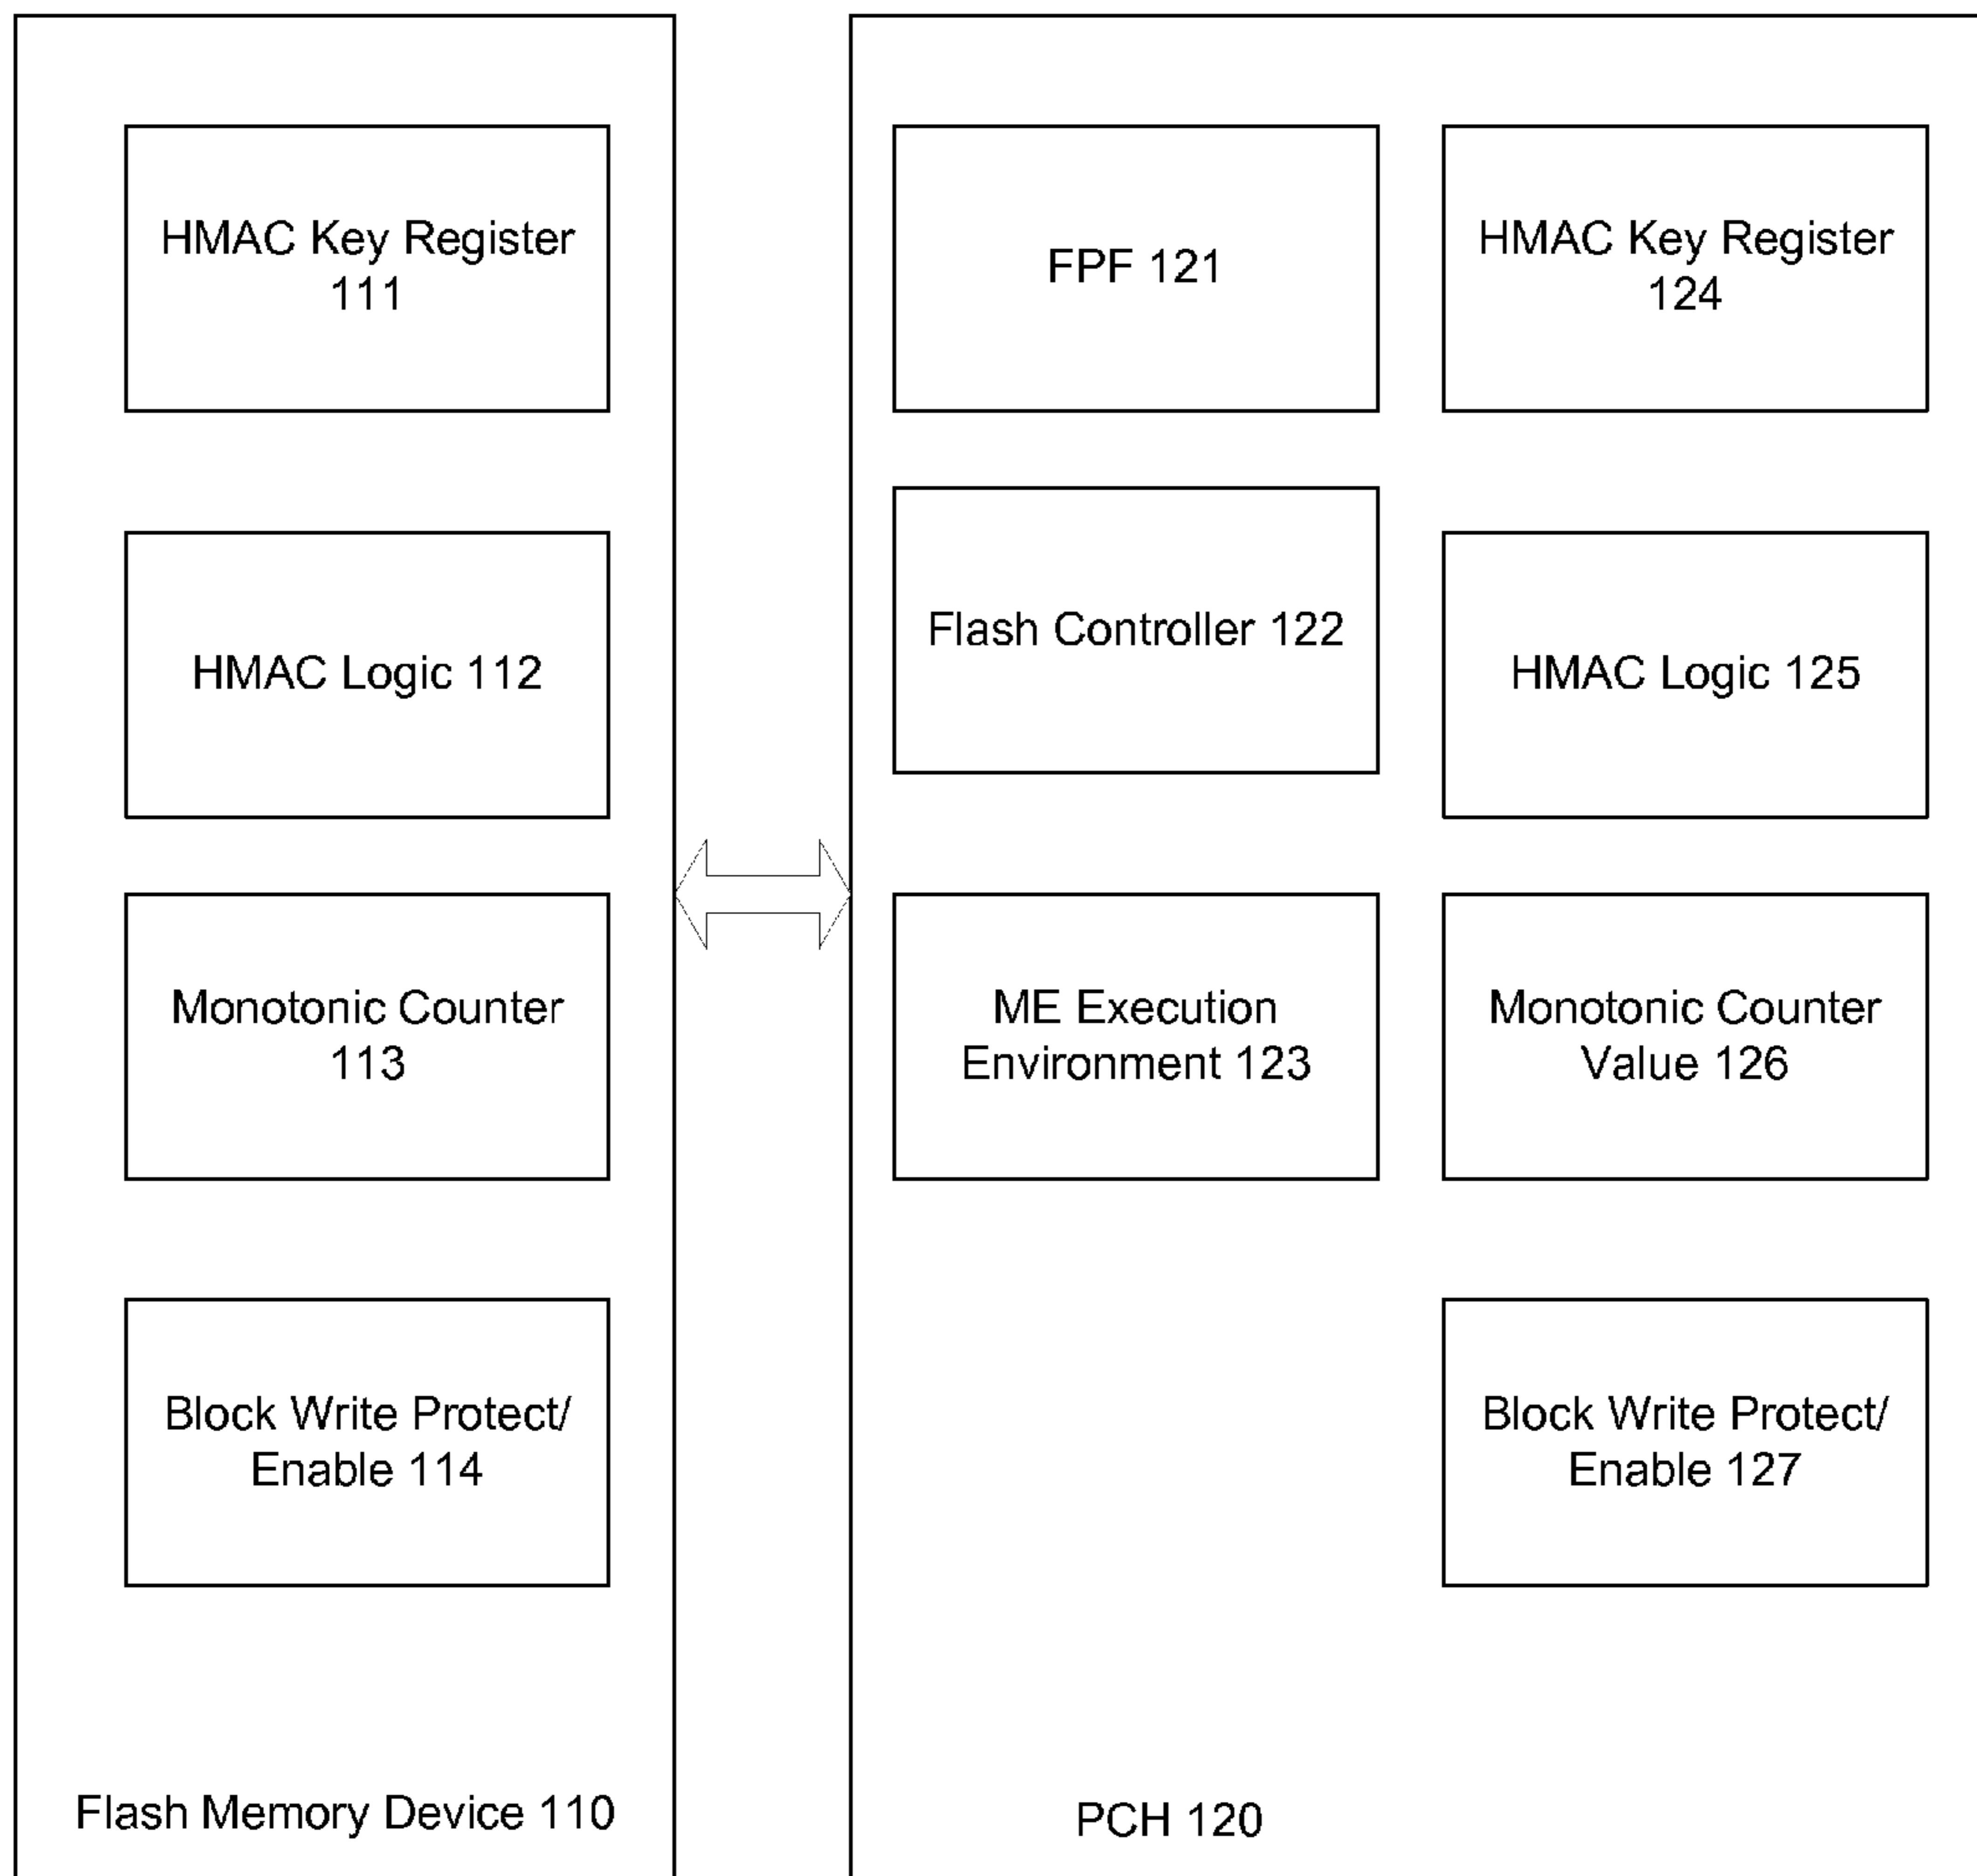 HMAC Key Register
111
HMAC Logic 112
Monotonic Counter
113
Block Write Protect/
Enable 114
Flash Memory Device 110
FPF 121
Flash Controller 122
ME Execution
Environment 123
HMAC Key Register
124
HMAC Logic 125
Monotonic Counter
Value 126
Block Write Protect/
Enable 127
PCH 120